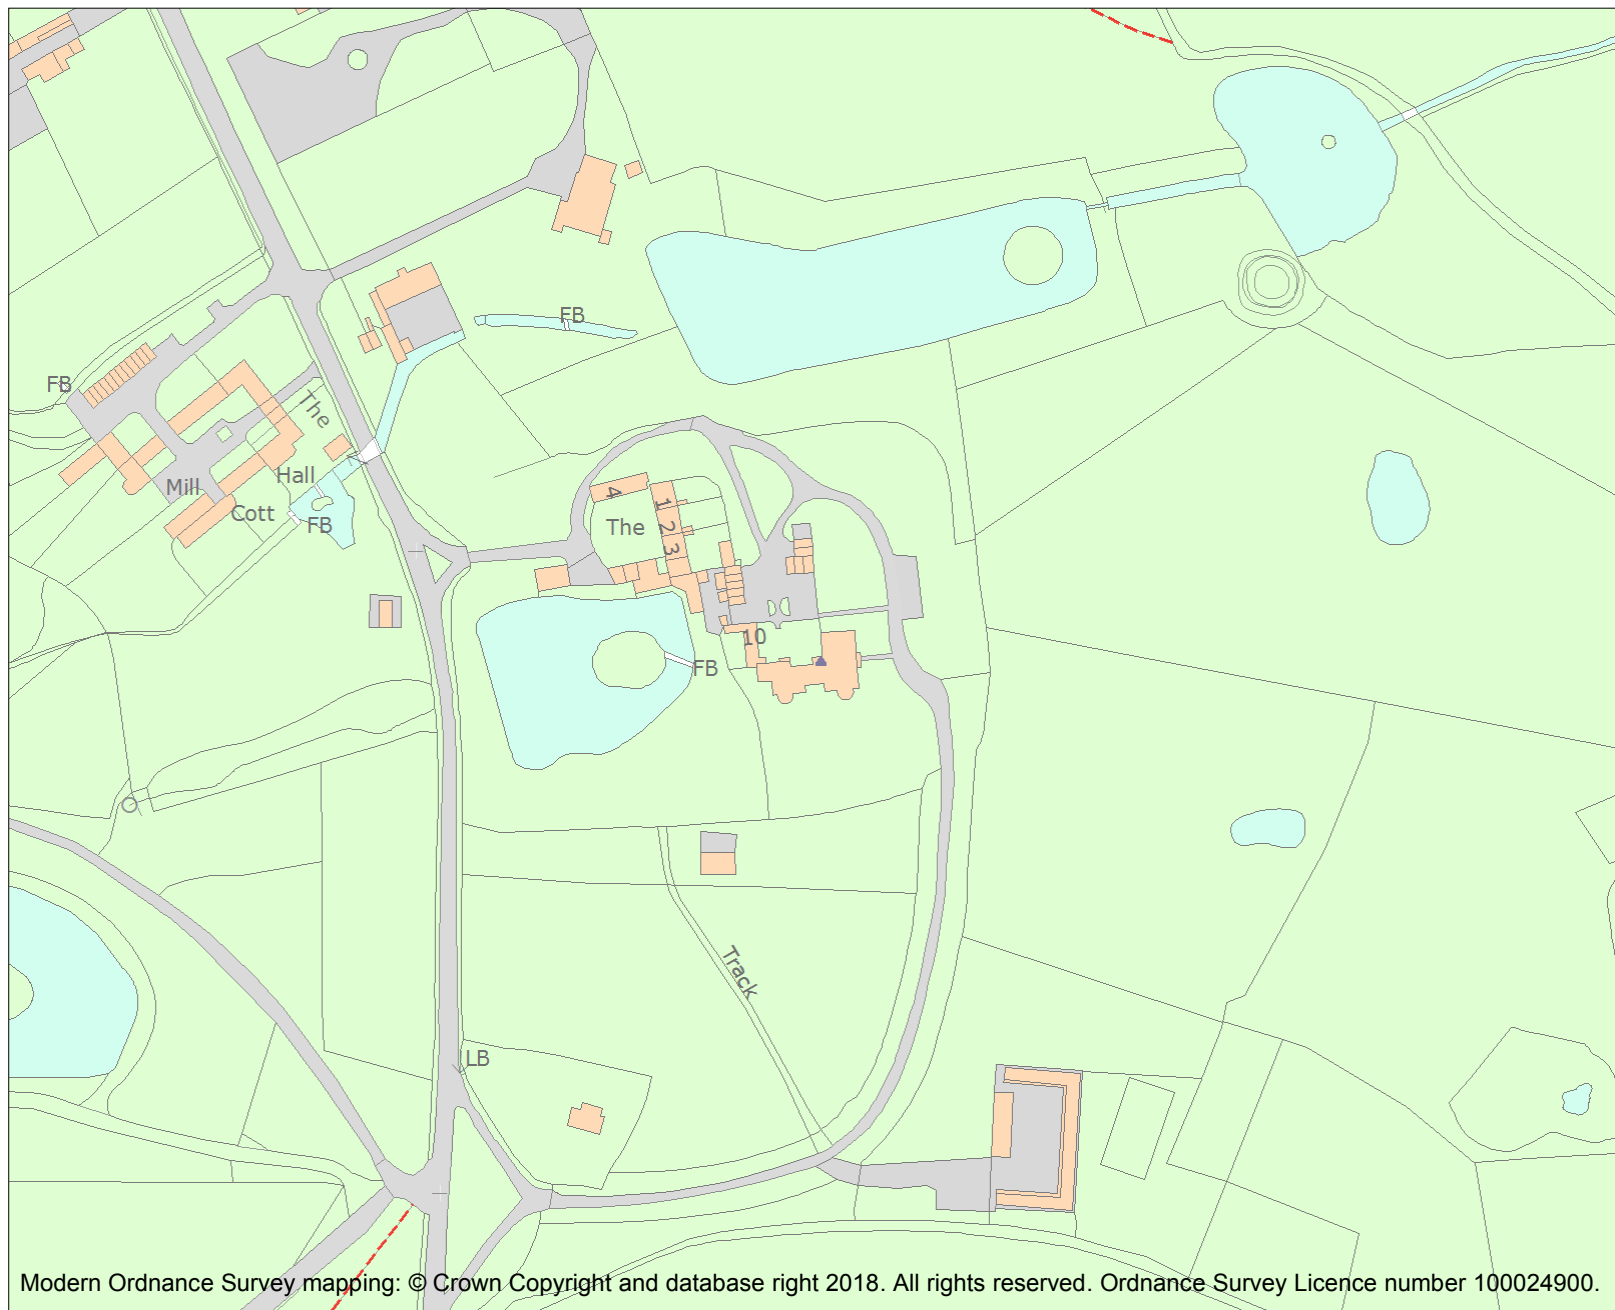 FB
FB
The
Hall
Mill
Cott
FB
4
1
2
3
The
10
FB
Track
LB
Modern Ordnance Survey mapping: © Crown Copyright and database right 2018. All rights reserved. Ordnance Survey Licence number 100024900.